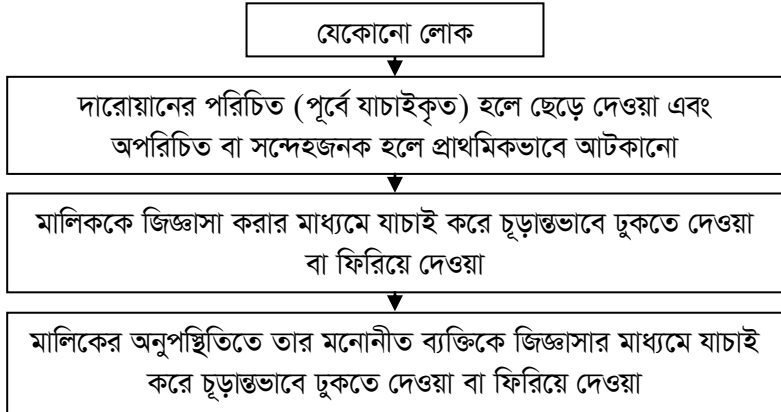 যেকোনো লোক
দারোয়ানের পরিচিত (পূর্বে যাচাইকৃত) হলে ছেড়ে দেওয়া এবং
অপরিচিত বা সন্দেহজনক হলে প্রাথমিকভাবে আটকানো
মালিককে জিজ্ঞাসা করার মাধ্যমে যাচাই করে চূড়ান্তভাবে ঢুকতে দেওয়া
বা ফিরিয়ে দেওয়া
মালিকের অনুপস্থিতিতে তার মনোনীত ব্যক্তিকে জিজ্ঞাসার মাধ্যমে যাচাই
করে চূড়ান্তভাবে ঢুকতে দেওয়া বা ফিরিয়ে দেওয়া